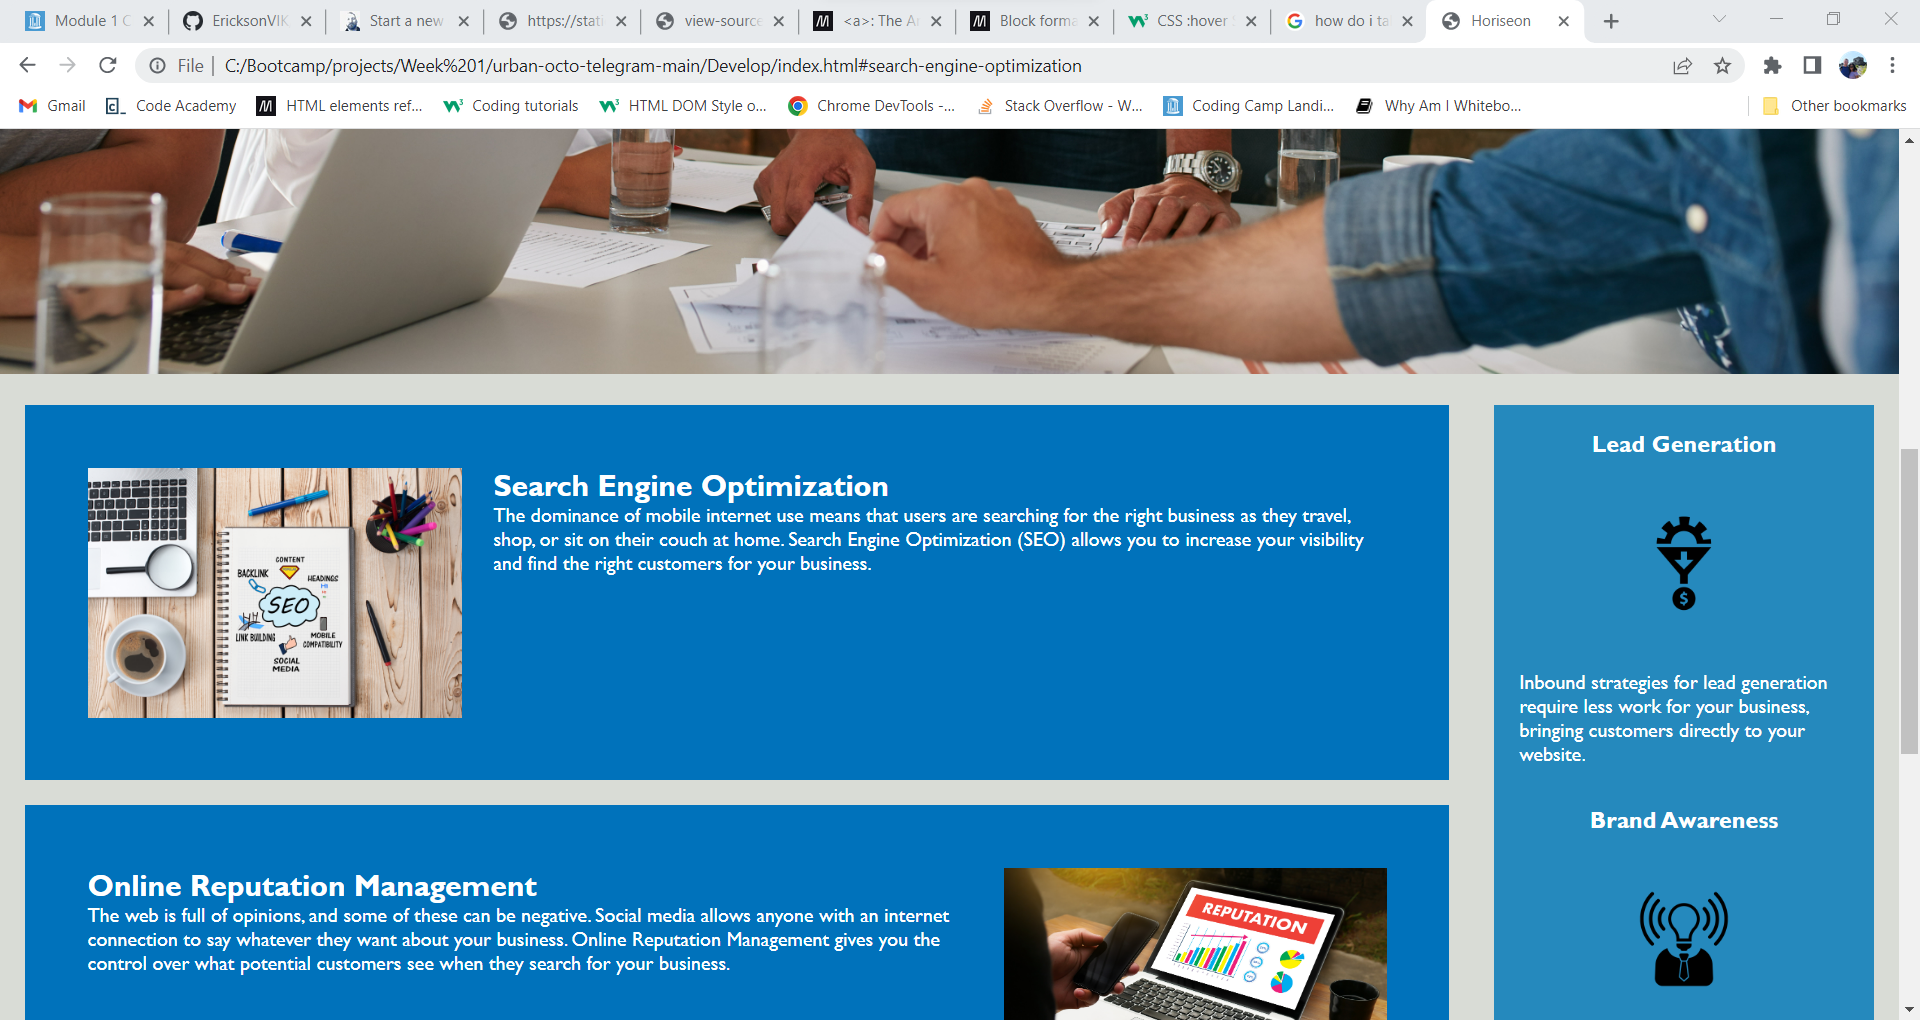 Module 1 C
EricksonVIK
Start a new
https://stati
view-source
<a>: The A
Block forma
CSS :hover
how do i ta
Horiseon
File
C:/Bootcamp/projects/Week%201/urban-octo-telegram-main/Develop/index.html#search-engine-optimization
Gmail
Code Academy
HTML elements ref...
Coding tutorials
HTML DOM Style o...
Chrome DevTools -...
Stack Overflow - W...
Coding Camp Landi...
Why Am I Whitebo...
Other bookmarks
CONTENT
BACKLINK
HEADINGS
SEO
LINK BUILDING
MOBILE
COMPATIBILITY
SOCIAL
MEDIA
Search Engine Optimization
The dominance of mobile internet use means that users are searching for the right business as they travel,
shop, or sit on their couch at home. Search Engine Optimization (SEO) allows you to increase your visibility
and find the right customers for your business.
Online Reputation Management
The web is full of opinions, and some of these can be negative. Social media allows anyone with an internet
connection to say whatever they want about your business. Online Reputation Management gives you the
control over what potential customers see when they search for your business.
REPUTATION
Lead Generation
$
Inbound strategies for lead generation
require less work for your business,
bringing customers directly to your
website.
Brand Awareness